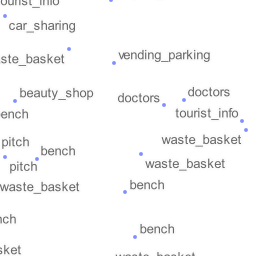 ourist_info
car_sharing
ste_basket
vending_parking
beauty_shop
doctors
doctors
ench
tourist_info
pitch
bench
waste_basket
pitch
waste_basket
waste_basket
bench
nch
bench
sket
waste_basket